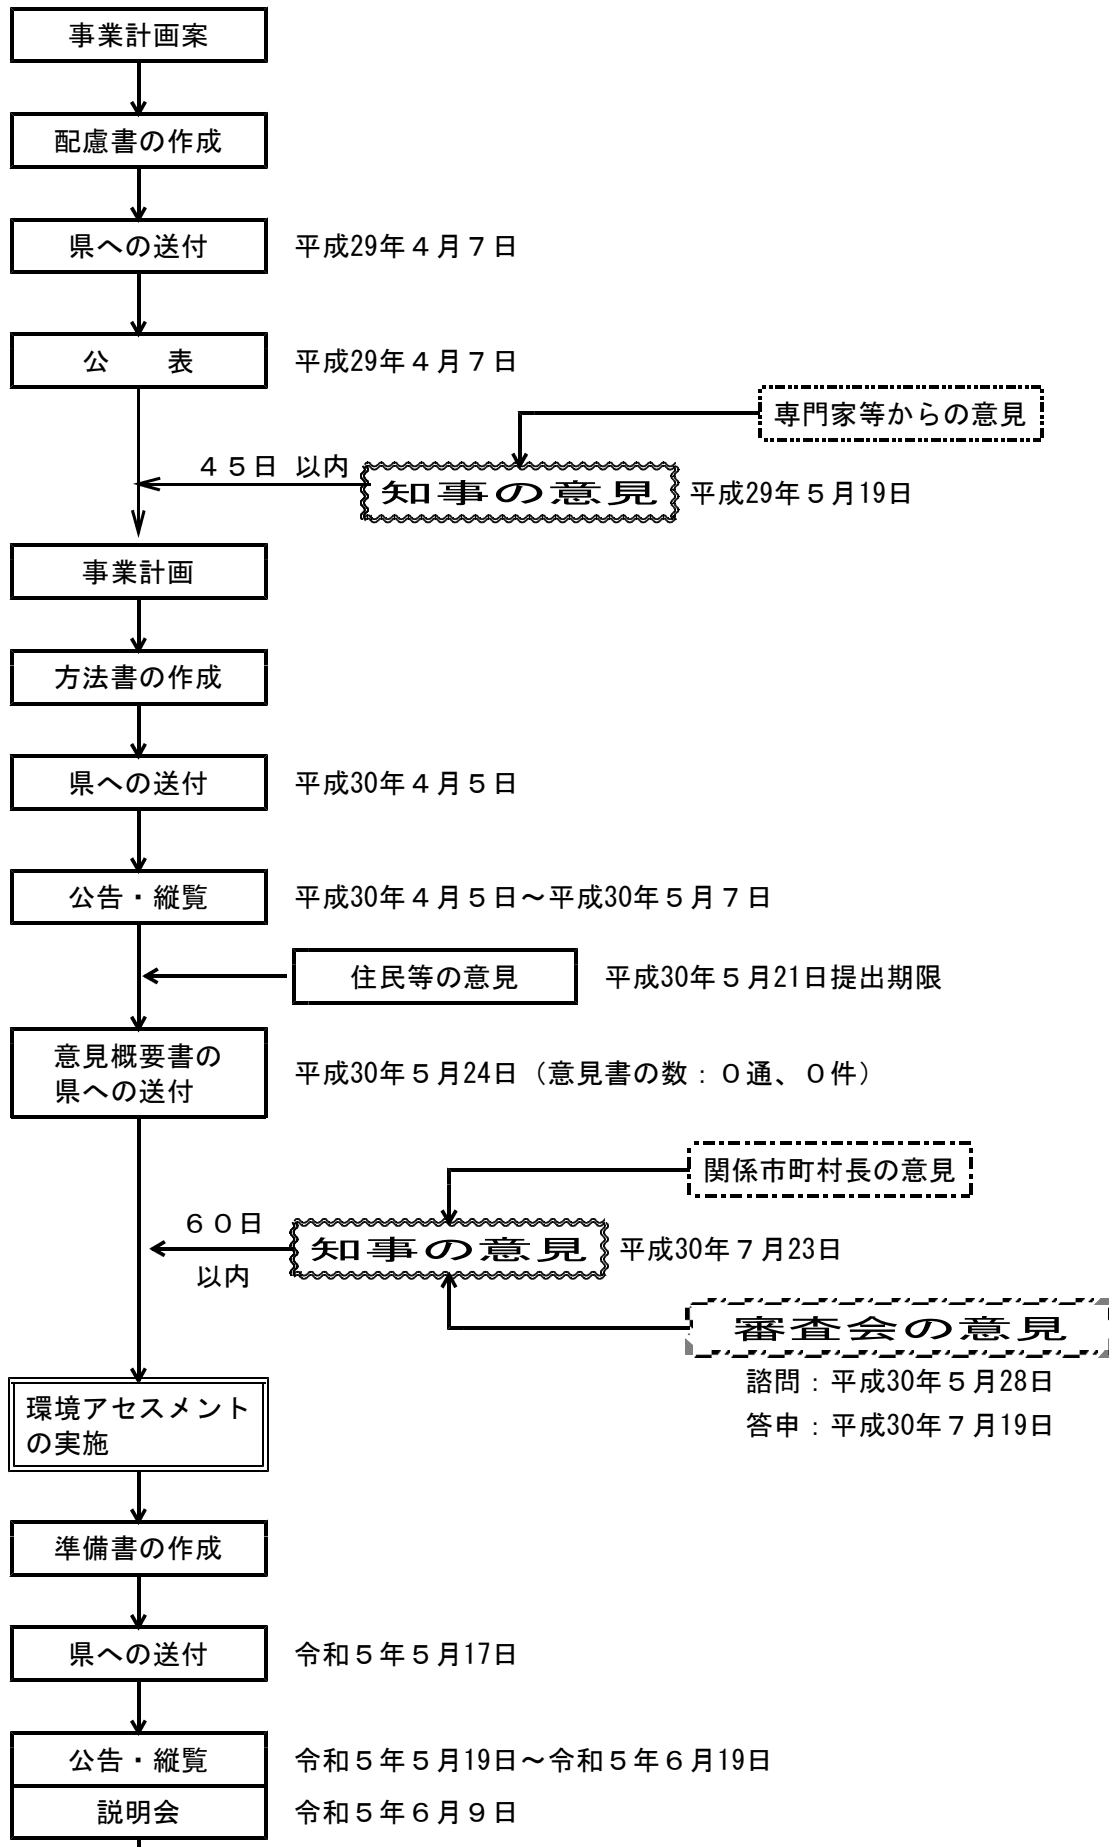 事業計画案
配慮書の作成
県への送付　平成29年４月７日
公　　表　平成29年４月７日
専門家等からの意見
４５日 以内
知事の意見　平成29年５月19日
事業計画
方法書の作成
県への送付　平成30年４月５日
公告・縦覧　平成30年４月５日～平成30年５月７日
住民等の意見　平成30年５月21日提出期限
意見概要書の
県への送付
平成30年５月24日（意見書の数：０通、０件）
関係市町村長の意見
６０日
以内
知事の意見　平成30年７月23日
審査会の意見
諮問：平成30年５月28日
答申：平成30年７月19日
環境アセスメント
の実施
準備書の作成
県への送付　令和５年５月17日
公告・縦覧　令和５年５月19日～令和５年６月19日
説明会　令和５年６月９日